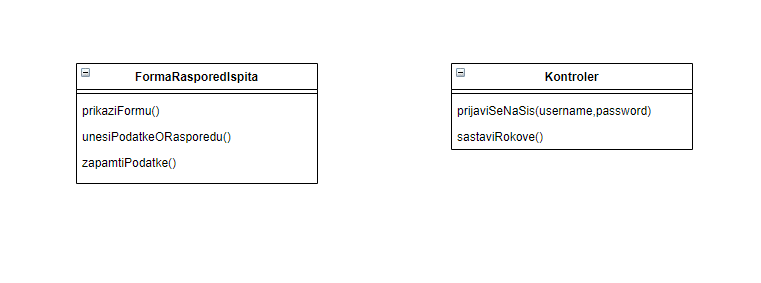 FormaRasporedIspita
prikaziFormu()
unesiPodatkeORasporedu()
zapamtiPodatke()
Kontroler
prijaviSeNaSis(username,password)
sastaviRokove()